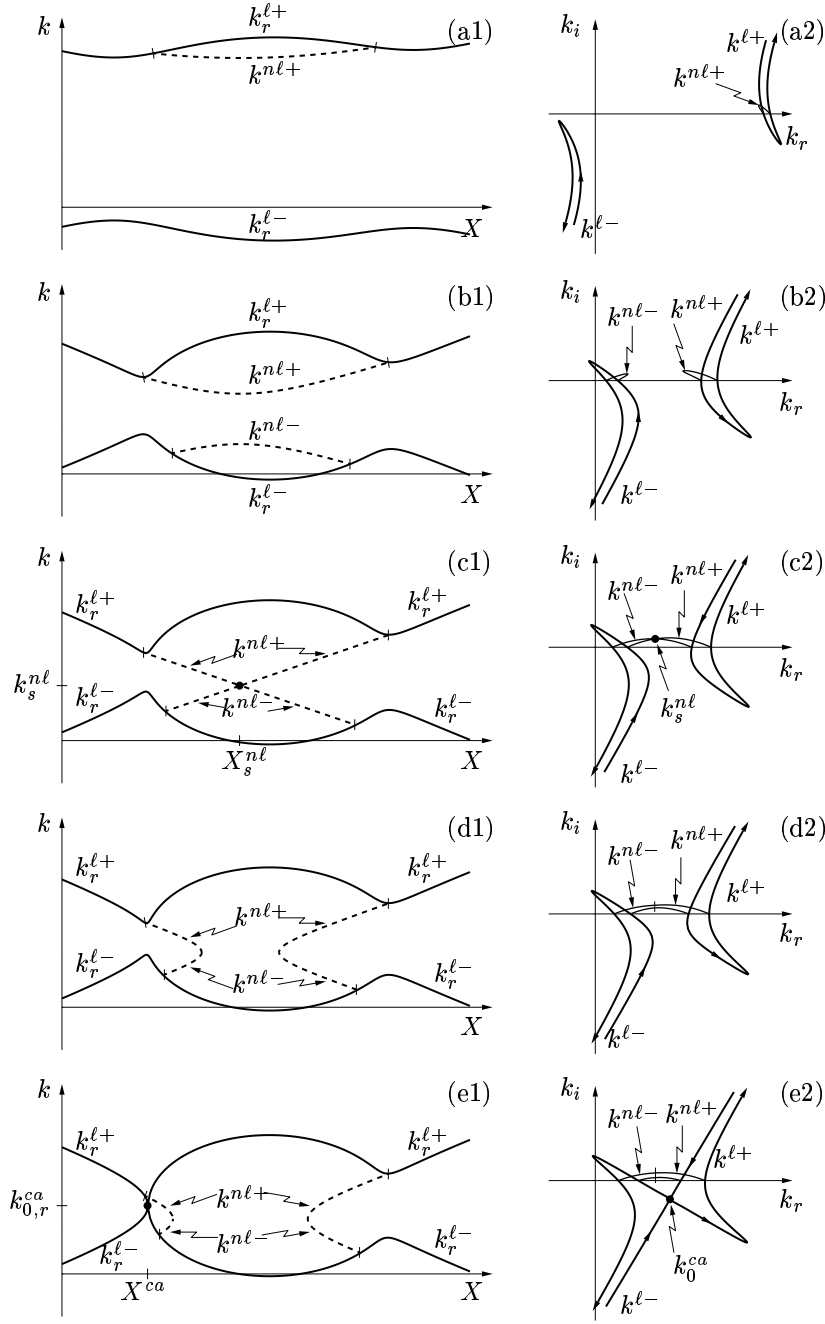 k
k_r^{ℓ+}
(a1)
k^{nℓ+}
k_r^{ℓ-}
X
k_i
k^{ℓ+}
(a2)
k^{nℓ+}
k_r
k^{ℓ-}
k
k_r^{ℓ+}
(b1)
k^{nℓ+}
k^{nℓ-}
k_r^{ℓ-}
X
k_i
k^{nℓ-}
k^{nℓ+}
(b2)
k^{ℓ+}
k_r
k^{ℓ-}
k
(c1)
k_r^{ℓ+}
k_r^{ℓ+}
k^{nℓ+}
k_s^{nℓ}
k_r^{ℓ-}
k^{nℓ-}
k_r^{ℓ-}
X_s^{nℓ}
X
k_i
(c2)
k^{nℓ-}
k^{nℓ+}
k^{ℓ+}
k_r
k_s^{nℓ}
k^{ℓ-}
k
(d1)
k_r^{ℓ+}
k_r^{ℓ+}
k^{nℓ+}
k_r^{ℓ-}
k^{nℓ-}
k_r^{ℓ-}
X
k_i
(d2)
k^{nℓ-}
k^{nℓ+}
k^{ℓ+}
k_r
k^{ℓ-}
k
(e1)
k_r^{ℓ+}
k_r^{ℓ+}
k^{nℓ+}
k_{0,r}^{ca}
k^{nℓ-}
k_r^{ℓ-}
k_r^{ℓ-}
X^{ca}
X
k_i
(e2)
k^{nℓ-}
k^{nℓ+}
k^{ℓ+}
k_r
k_0^{ca}
k^{ℓ-}